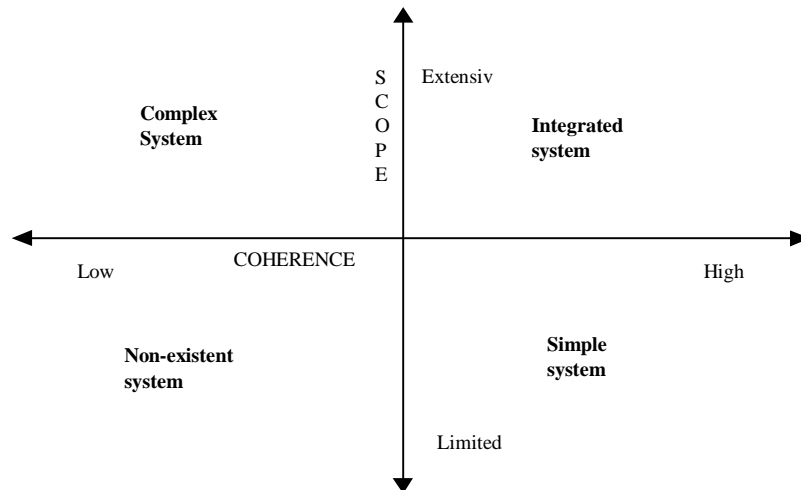 S
C
O
P
E
Extensiv
Complex
System
Integrated
system
COHERENCE
Low
High
Non-existent
system
Simple
system
Limited